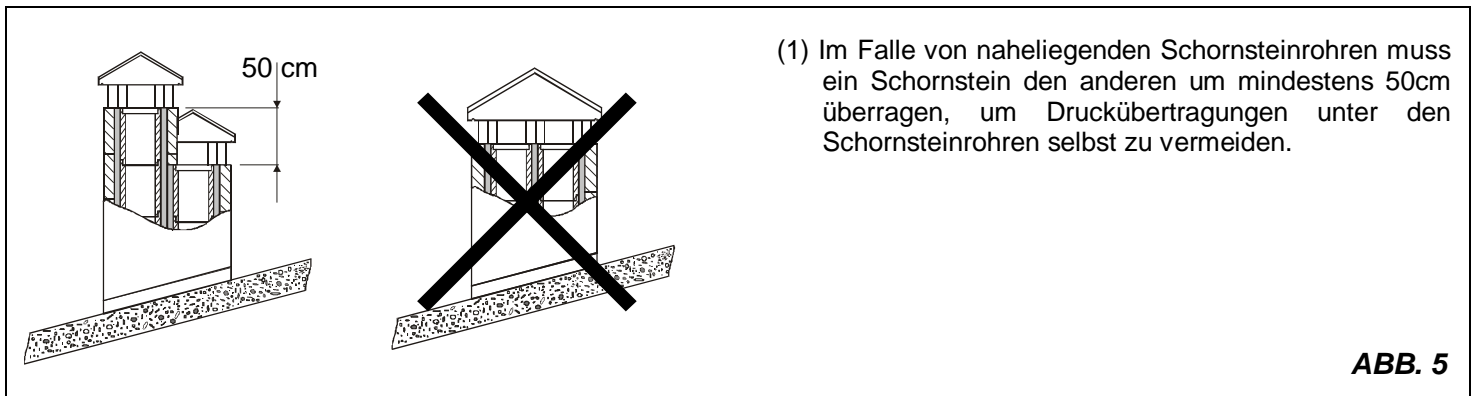 50 cm
(1) Im Falle von naheliegenden Schornsteinrohren muss
ein Schornstein den anderen um mindestens 50cm
überragen, um Druckübertragungen unter den
Schornsteinrohren selbst zu vermeiden.
ABB. 5